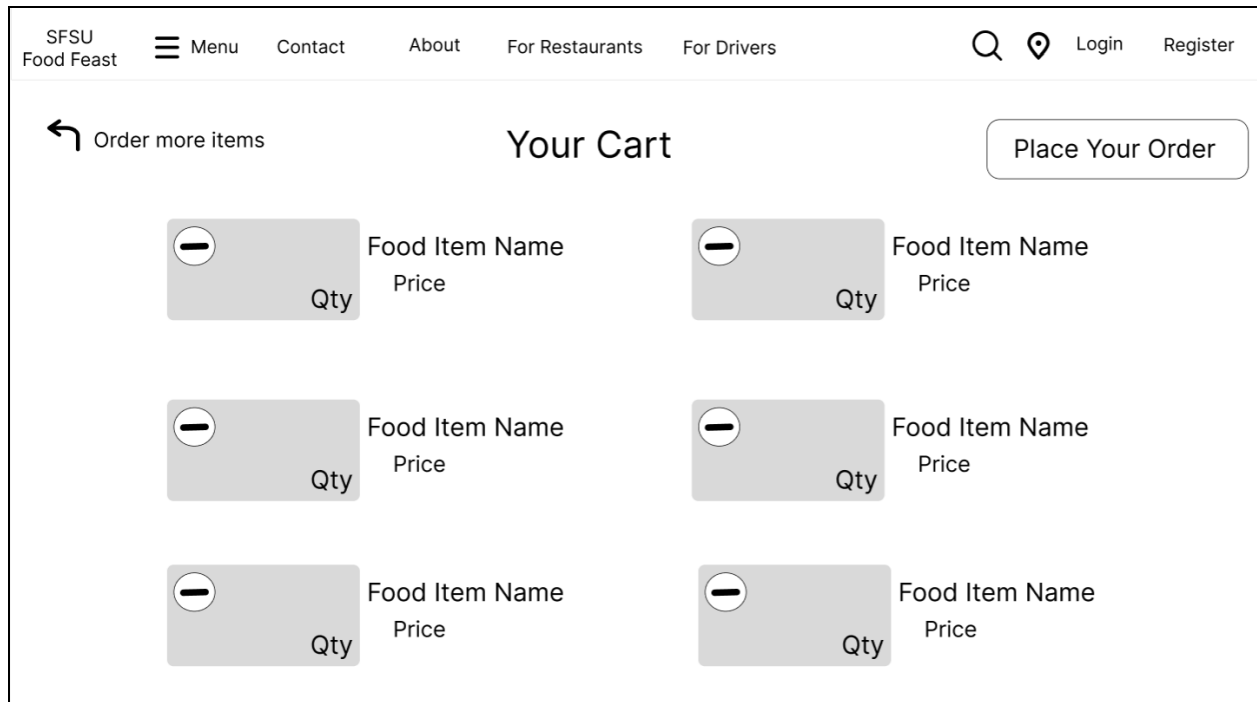 SFSU
Food Feast
Menu
Contact
About
For Restaurants
For Drivers
Login
Register
Order more items
Your Cart
Place Your Order
Food Item Name
Price
Qty
Food Item Name
Price
Qty
Food Item Name
Price
Qty
Food Item Name
Price
Qty
Food Item Name
Price
Qty
Food Item Name
Price
Qty